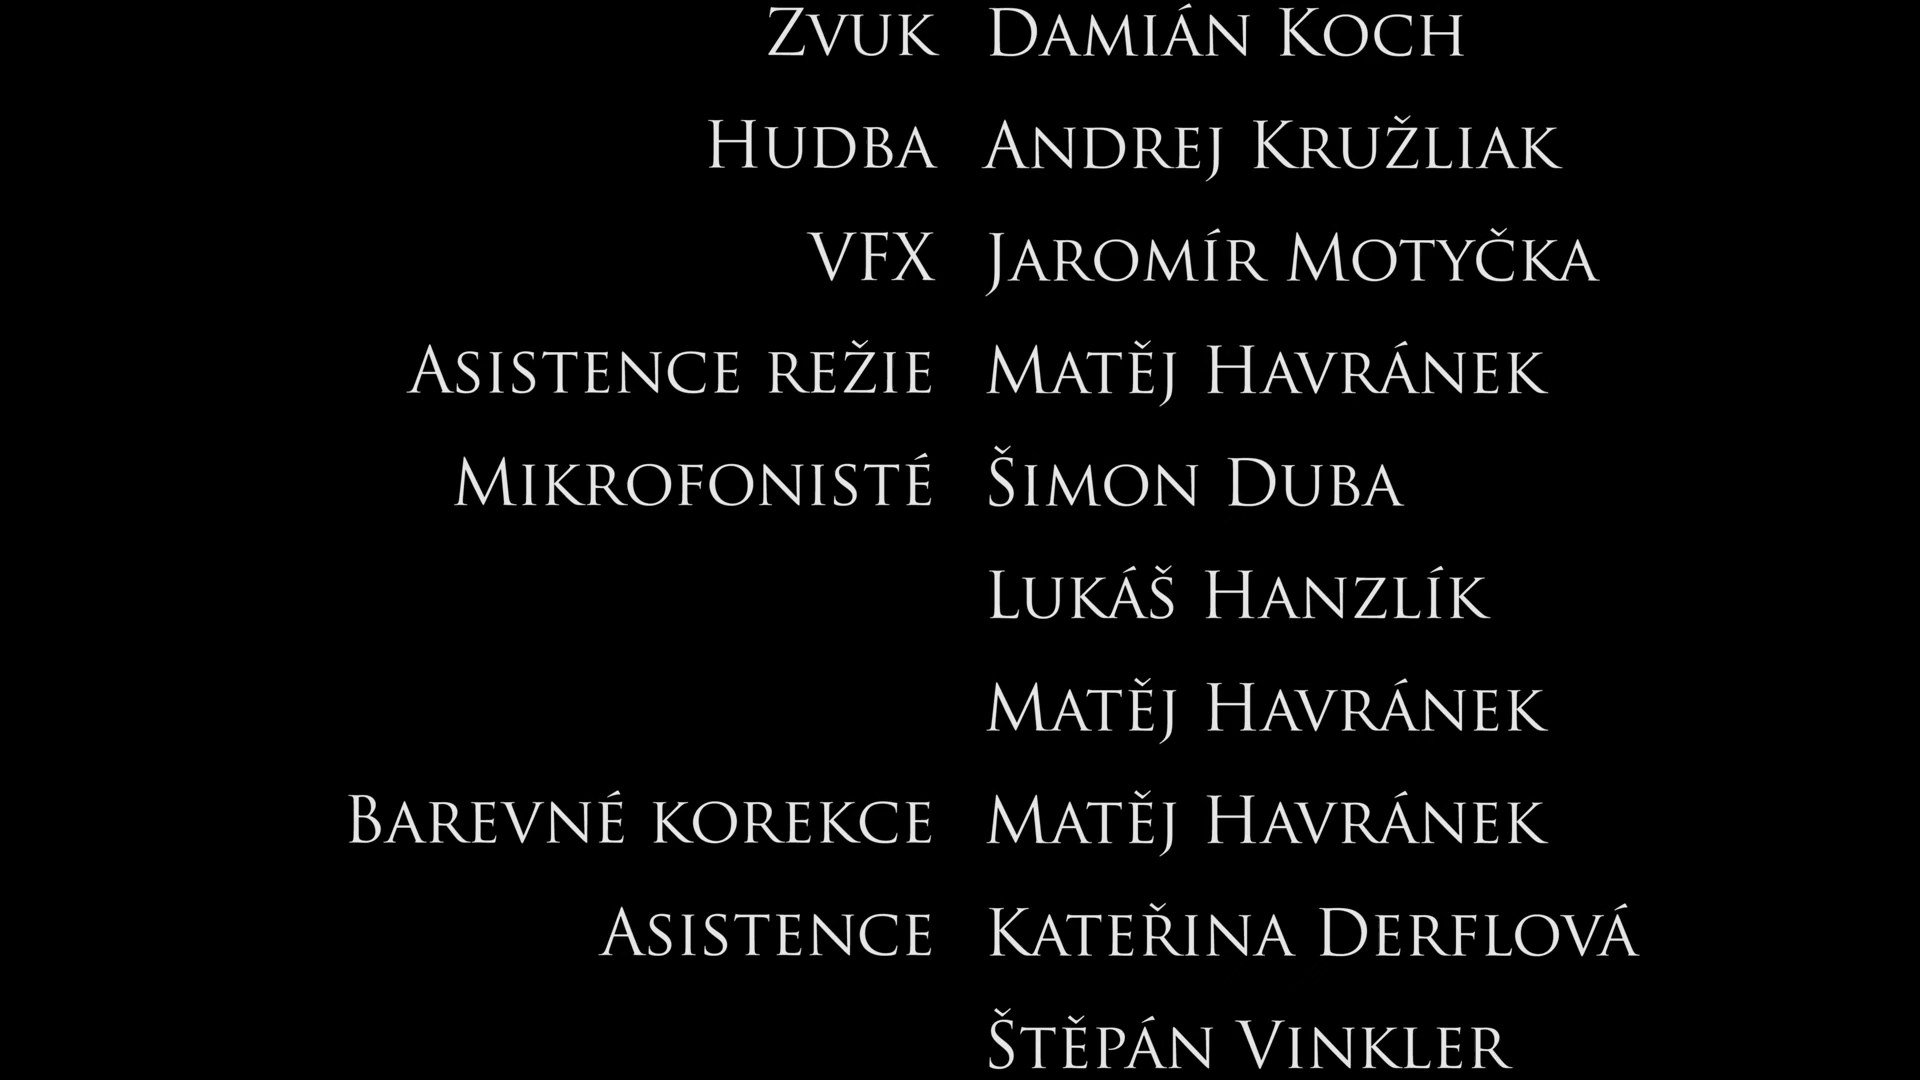 Zvuk Damián Koch
Hudba Andrej Kružliak
VFX Jaromír Motyčka
Asistence režie Matěj Havránek
Mikrofonisté Šimon Duba
Lukáš Hanzlík
Matěj Havránek
Barevné korekce Matěj Havránek
Asistence Kateřina Derflová
Štěpán Vinkler